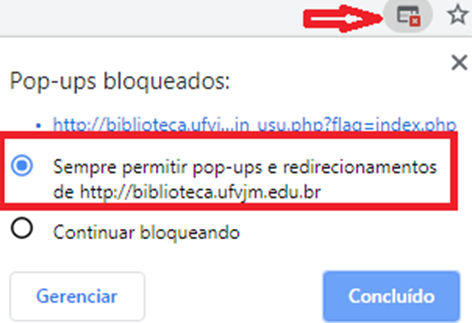 Pop-ups bloqueados:
• http://biblioteca.ufvj...in_usu.php?flag=index.php
Sempre permitir pop-ups e redirecionamentos
de http://biblioteca.ufvjm.edu.br
Continuar bloqueando
Gerenciar
Concluído